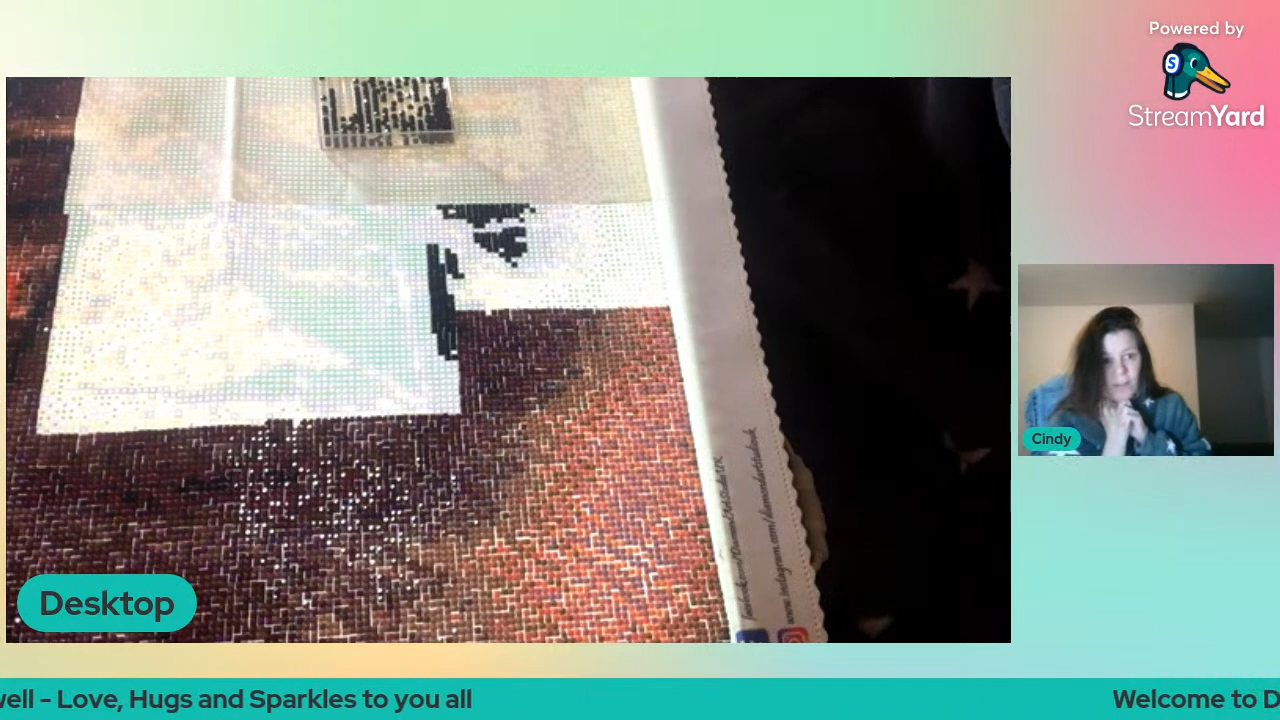 Powered by
StreamYard
Cindy
Desktop
well - Love, Hugs and Sparkles to you all
Welcome to D